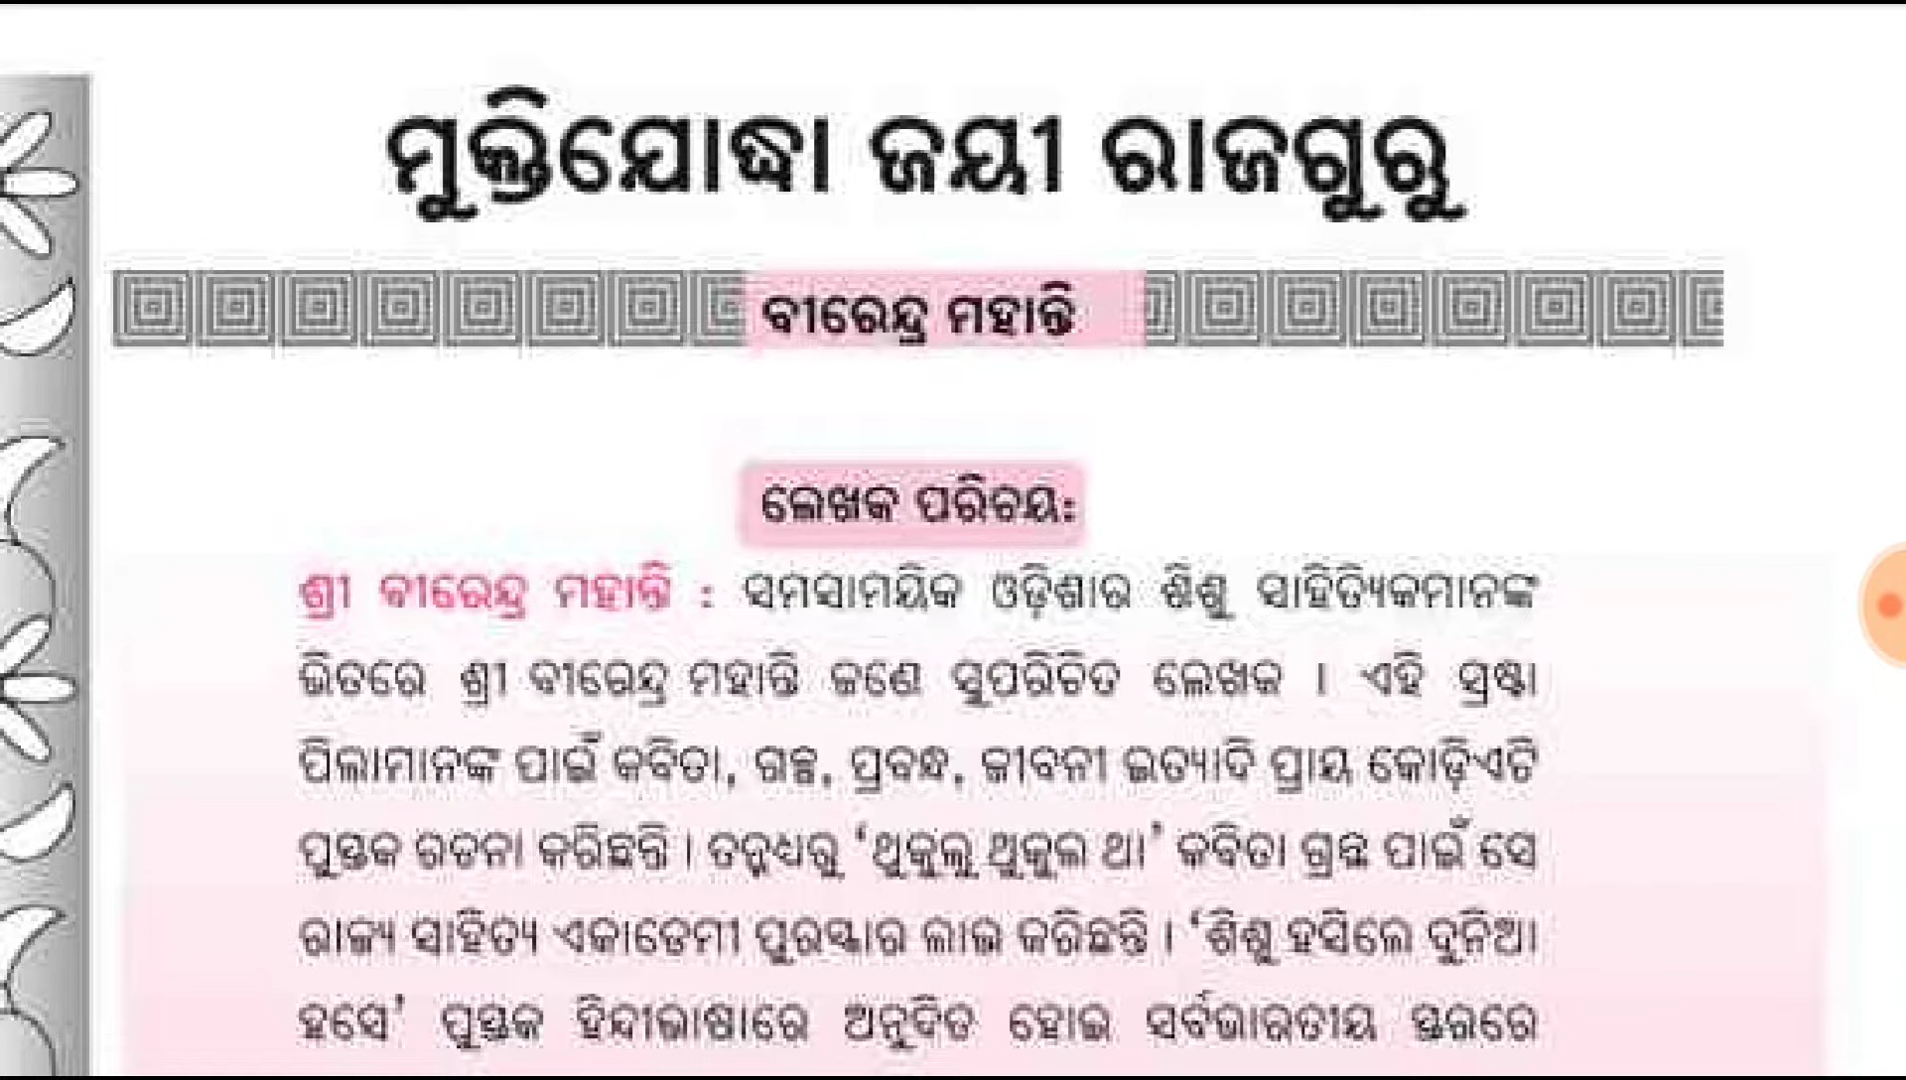 ମୁକ୍ତିଯୋଦ୍ଧା ଜୟୀ ରାଜଗୁରୁ
ବୀରେନ୍ଦ୍ର ମହାନ୍ତି
ଲେଖକ ପରିଚୟ:
ଶ୍ରୀ ବୀରେନ୍ଦ୍ର ମହାନ୍ତି : ସମସାମୟିକ ଓଡ଼ିଶାର ଶିଶୁ ସାହିତ୍ୟିକମାନଙ୍କ
ଭିତରେ ଶ୍ରୀ ବୀରେନ୍ଦ୍ର ମହାନ୍ତି ଜଣେ ସୁପରିଚିତ ଲେଖକ । ଏହି ସ୍ରଷ୍ଟା
ପିଲାମାନଙ୍କ ପାଇଁ କବିତା, ଗଳ୍ପ, ପ୍ରବନ୍ଧ, ଜୀବନୀ ଇତ୍ୟାଦି ପ୍ରାୟ କୋଡ଼ିଏଟି
ପୁସ୍ତକ ରଚନା କରିଛନ୍ତି । ତନ୍ମଧ୍ୟରୁ ‘ଥୁକୁଲୁ ଥୁକୁଲ ଥା’ କବିତା ଗ୍ରନ୍ଥ ପାଇଁ ସେ
ରାଜ୍ୟ ସାହିତ୍ୟ ଏକାଡେମୀ ପୁରସ୍କାର ଲାଭ କରିଛନ୍ତି । ‘ଶିଶୁ ହସିଲେ ଦୁନିଆ
ହସେ’ ପୁସ୍ତକ ହିନ୍ଦୀଭାଷାରେ ଅନୁଦିତ ହୋଇ ସର୍ବଭାରତୀୟ ସ୍ତରରେ